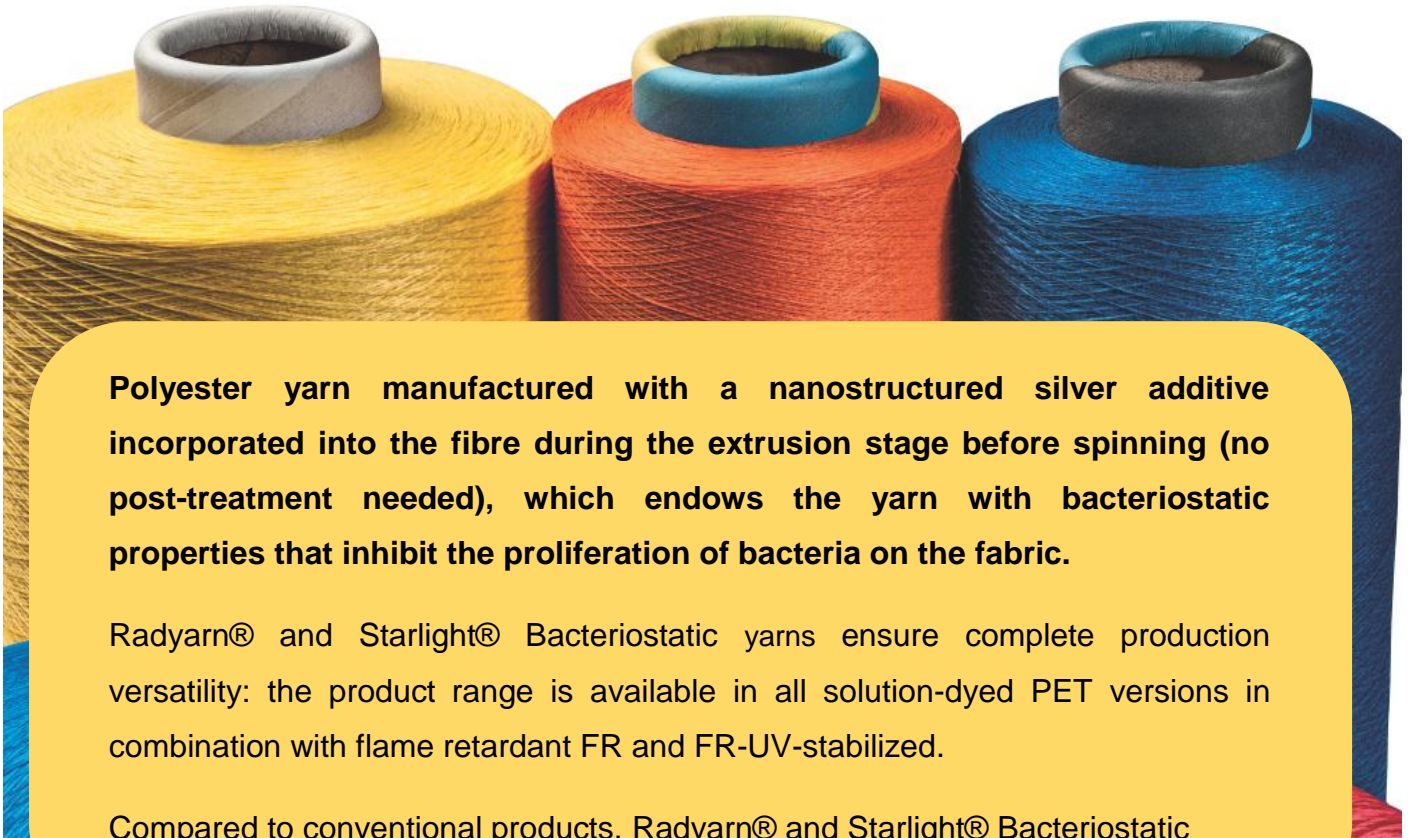 Polyester yarn manufactured with a nanostructured silver additive
incorporated into the fibre during the extrusion stage before spinning (no
post-treatment needed), which endows the yarn with bacteriostatic
properties that inhibit the proliferation of bacteria on the fabric.
Radyarn® and Starlight® Bacteriostatic yarns ensure complete production
versatility: the product range is available in all solution-dyed PET versions in
combination with flame retardant FR and FR-UV-stabilized.
Compared to conventional products, Radyarn® and Starlight® Bacteriostatic